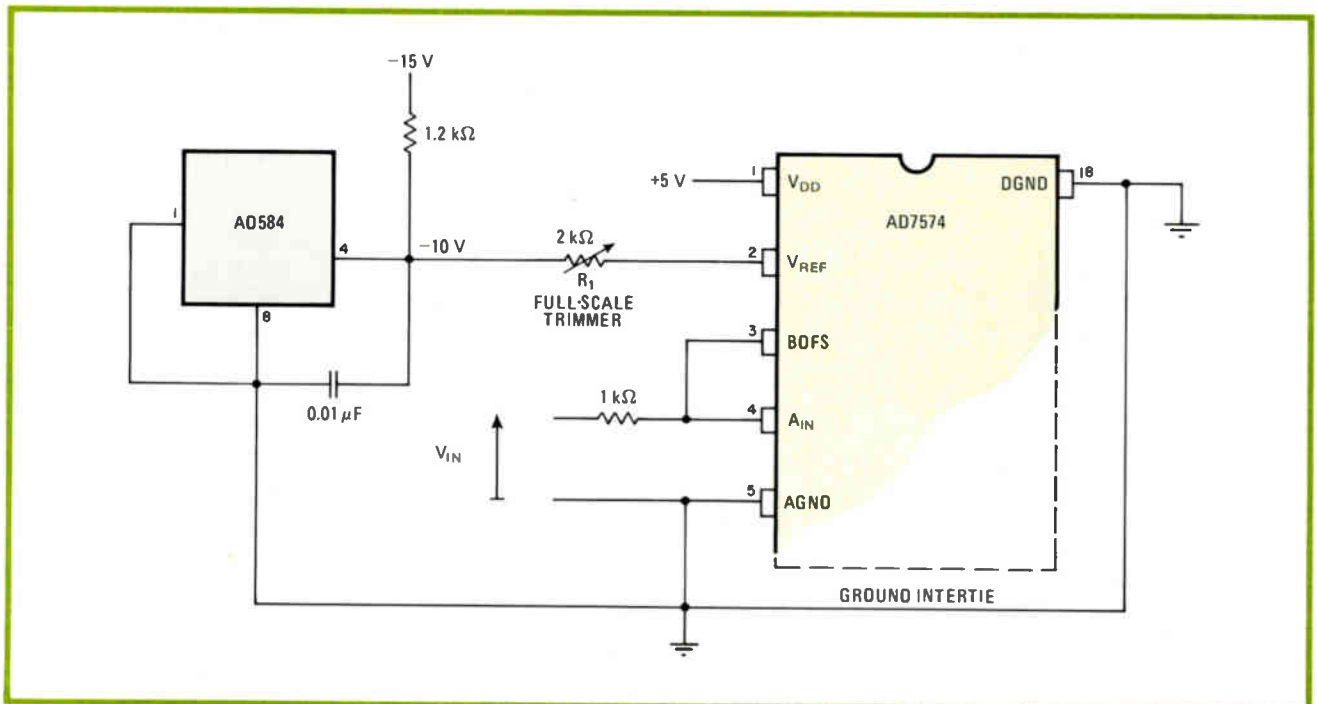 −15 V
1.2 kΩ
AD584
1
4
8
−10 V
0.01 µF
2 kΩ
R1
FULL-SCALE
TRIMMER
+5 V
1
VDD
DGND
18
AD7574
2
VREF
3
BOFS
1 kΩ
4
AIN
VIN
5
AGND
GROUND INTERTIE